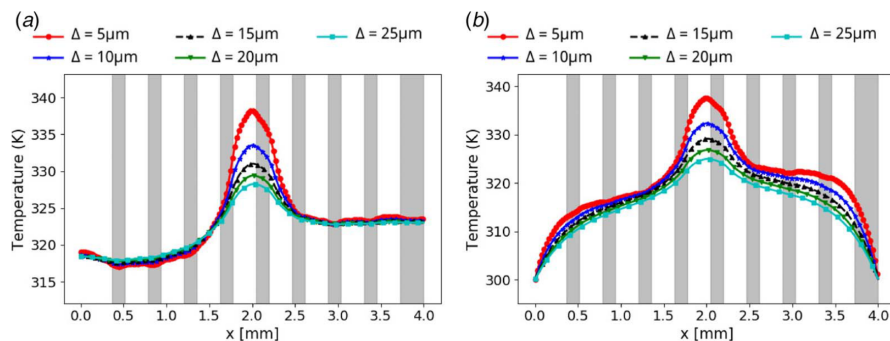 (a)
Δ = 5μm
Δ = 15μm
Δ = 25μm
Δ = 10μm
Δ = 20μm
Temperature (K)
340
335
330
325
320
315
0.0 0.5 1.0 1.5 2.0 2.5 3.0 3.5 4.0
x [mm]
(b)
Δ = 5μm
Δ = 15μm
Δ = 25μm
Δ = 10μm
Δ = 20μm
Temperature (K)
340
330
320
310
300
0.0 0.5 1.0 1.5 2.0 2.5 3.0 3.5 4.0
x [mm]